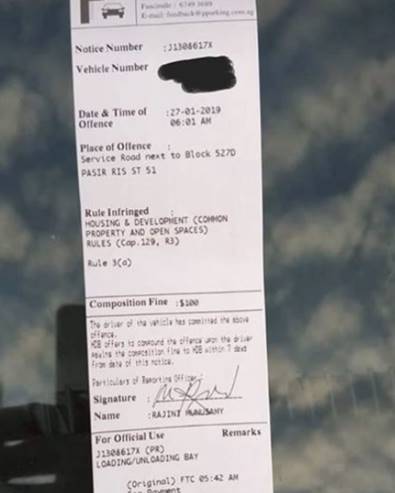 Facsimile : 6749 3689
E-mail: feedback@pparking.com.sg
Notice Number :J1308617X
Vehicle Number
Date & Time of :27-01-2019
Offence 06:01 AM
Place of Offence :
Service Road next to Block 527D
PASIR RIS ST 51
Rule Infringed :
HOUSING & DEVELOPMENT (COMMON
PROPERTY AND OPEN SPACES)
RULES (Cap.129, R3)
Rule 3(a)
Composition Fine :$100
The driver of the vehicle has committed the above
offence.
HDB offers to compound the offence upon the driver
paying the composition fine to HDB within 7 days
from date of this notice.
Particulars of Reporting Officer:
Signature :
Name :RAJINI MUNUSAMY
For Official Use Remarks
J1308617X (PR)
LOADING/UNLOADING BAY
(Original) FTC 05:42 AM
Payment